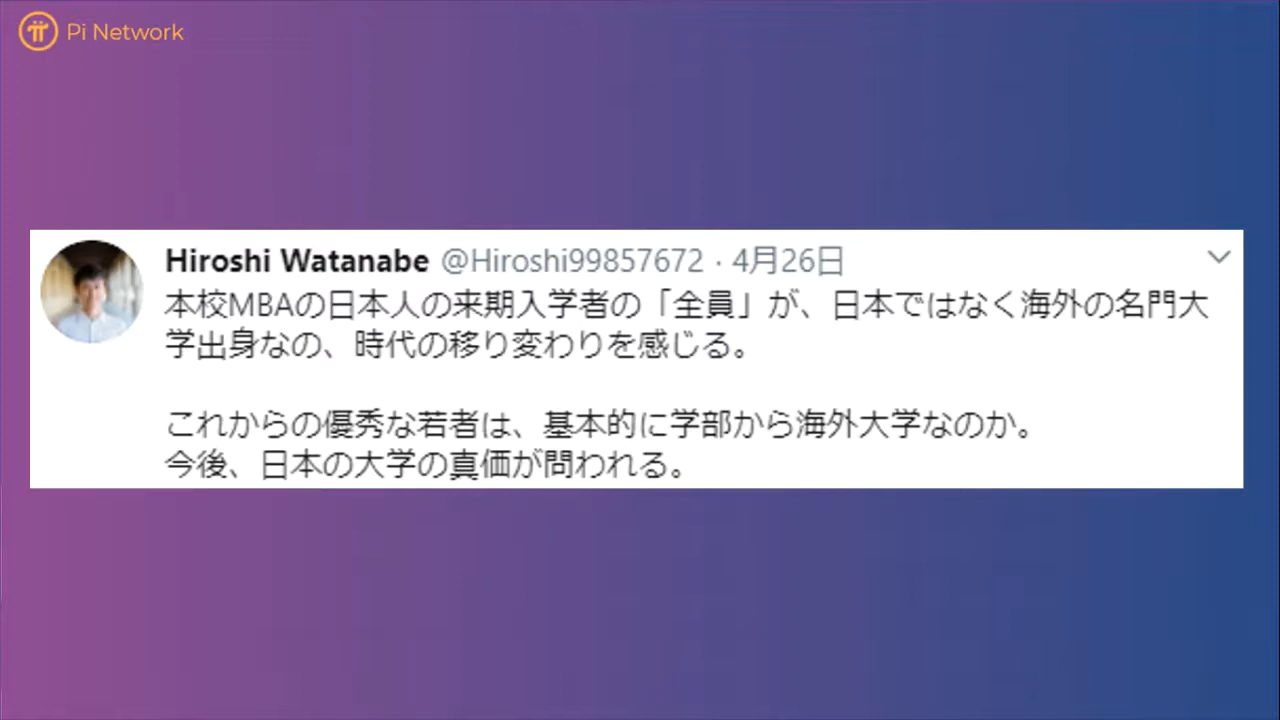 Pi Network
Hiroshi Watanabe @Hiroshi99857672 · 4月26日
本校MBAの日本人の来期入学者の「全員」が、日本ではなく海外の名門大
学出身なの、時代の移り変わりを感じる。
これからの優秀な若者は、基本的に学部から海外大学なのか。
今後、日本の大学の真価が問われる。